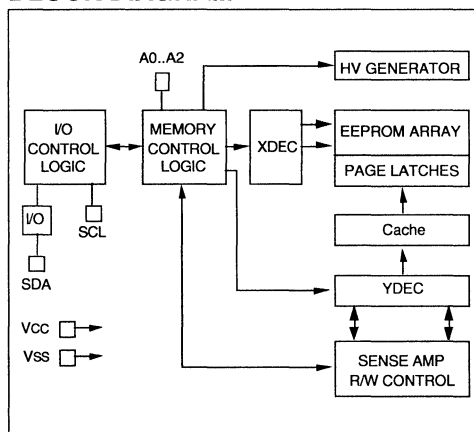 BLOCK DIAGRAM
A0..A2
HV GENERATOR
I/O
CONTROL
LOGIC
MEMORY
CONTROL
LOGIC
XDEC
EEPROM ARRAY
PAGE LATCHES
I/O
SCL
Cache
SDA
YDEC
VCC
VSS
SENSE AMP
R/W CONTROL